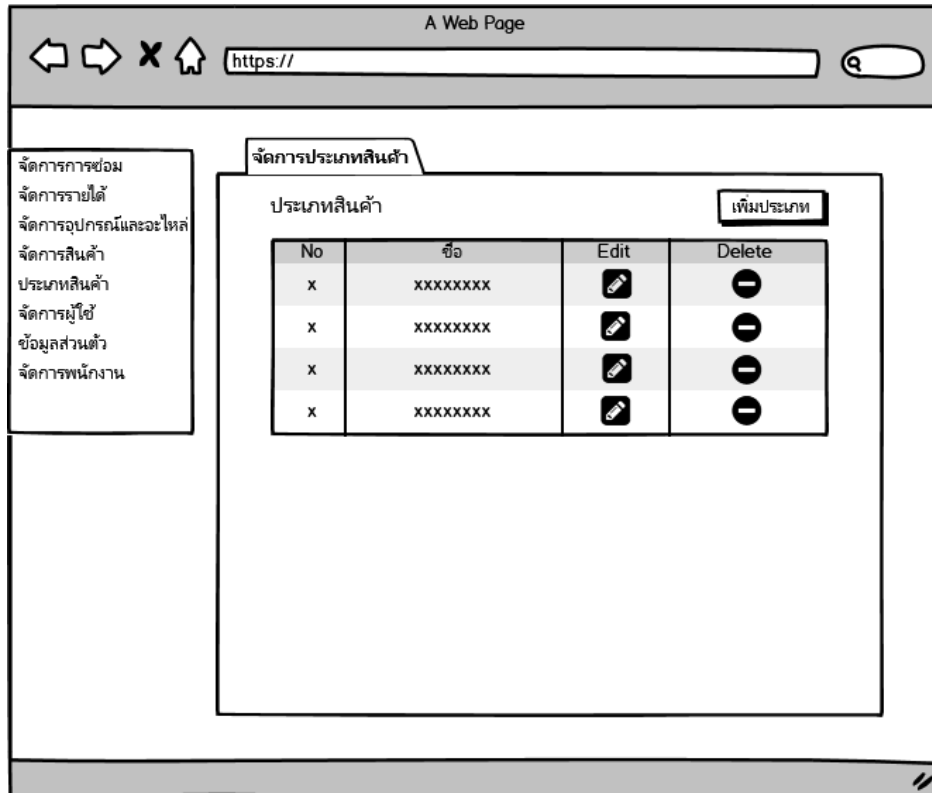 A Web Page
https://
จัดการการซ่อม
จัดการรายได้
จัดการอุปกรณ์และอะไหล่
จัดการสินค้า
ประเภทสินค้า
จัดการผู้ใช้
ข้อมูลส่วนตัว
จัดการพนักงาน
จัดการประเภทสินค้า
ประเภทสินค้า เพิ่มประเภท
No ชื่อ Edit Delete
x xxxxxxxx
x xxxxxxxx
x xxxxxxxx
x xxxxxxxx